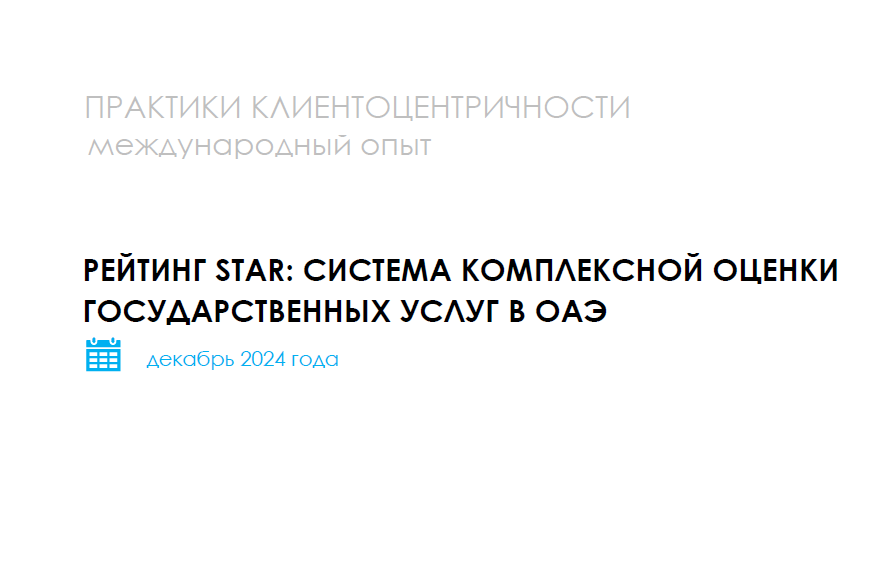 ПРАКТИКИ КЛИЕНТОЦЕНТРИЧНОСТИ
международный опыт
РЕЙТИНГ STAR: СИСТЕМА КОМПЛЕКСНОЙ ОЦЕНКИ
ГОСУДАРСТВЕННЫХ УСЛУГ В ОАЭ
декабрь 2024 года